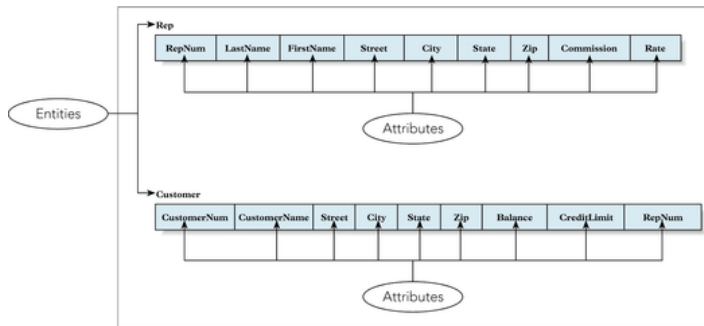 Rep
RepNum LastName FirstName Street City State Zip Commission Rate
Entities
Attributes
Customer
CustomerNum CustomerName Street City State Zip Balance CreditLimit RepNum
Attributes